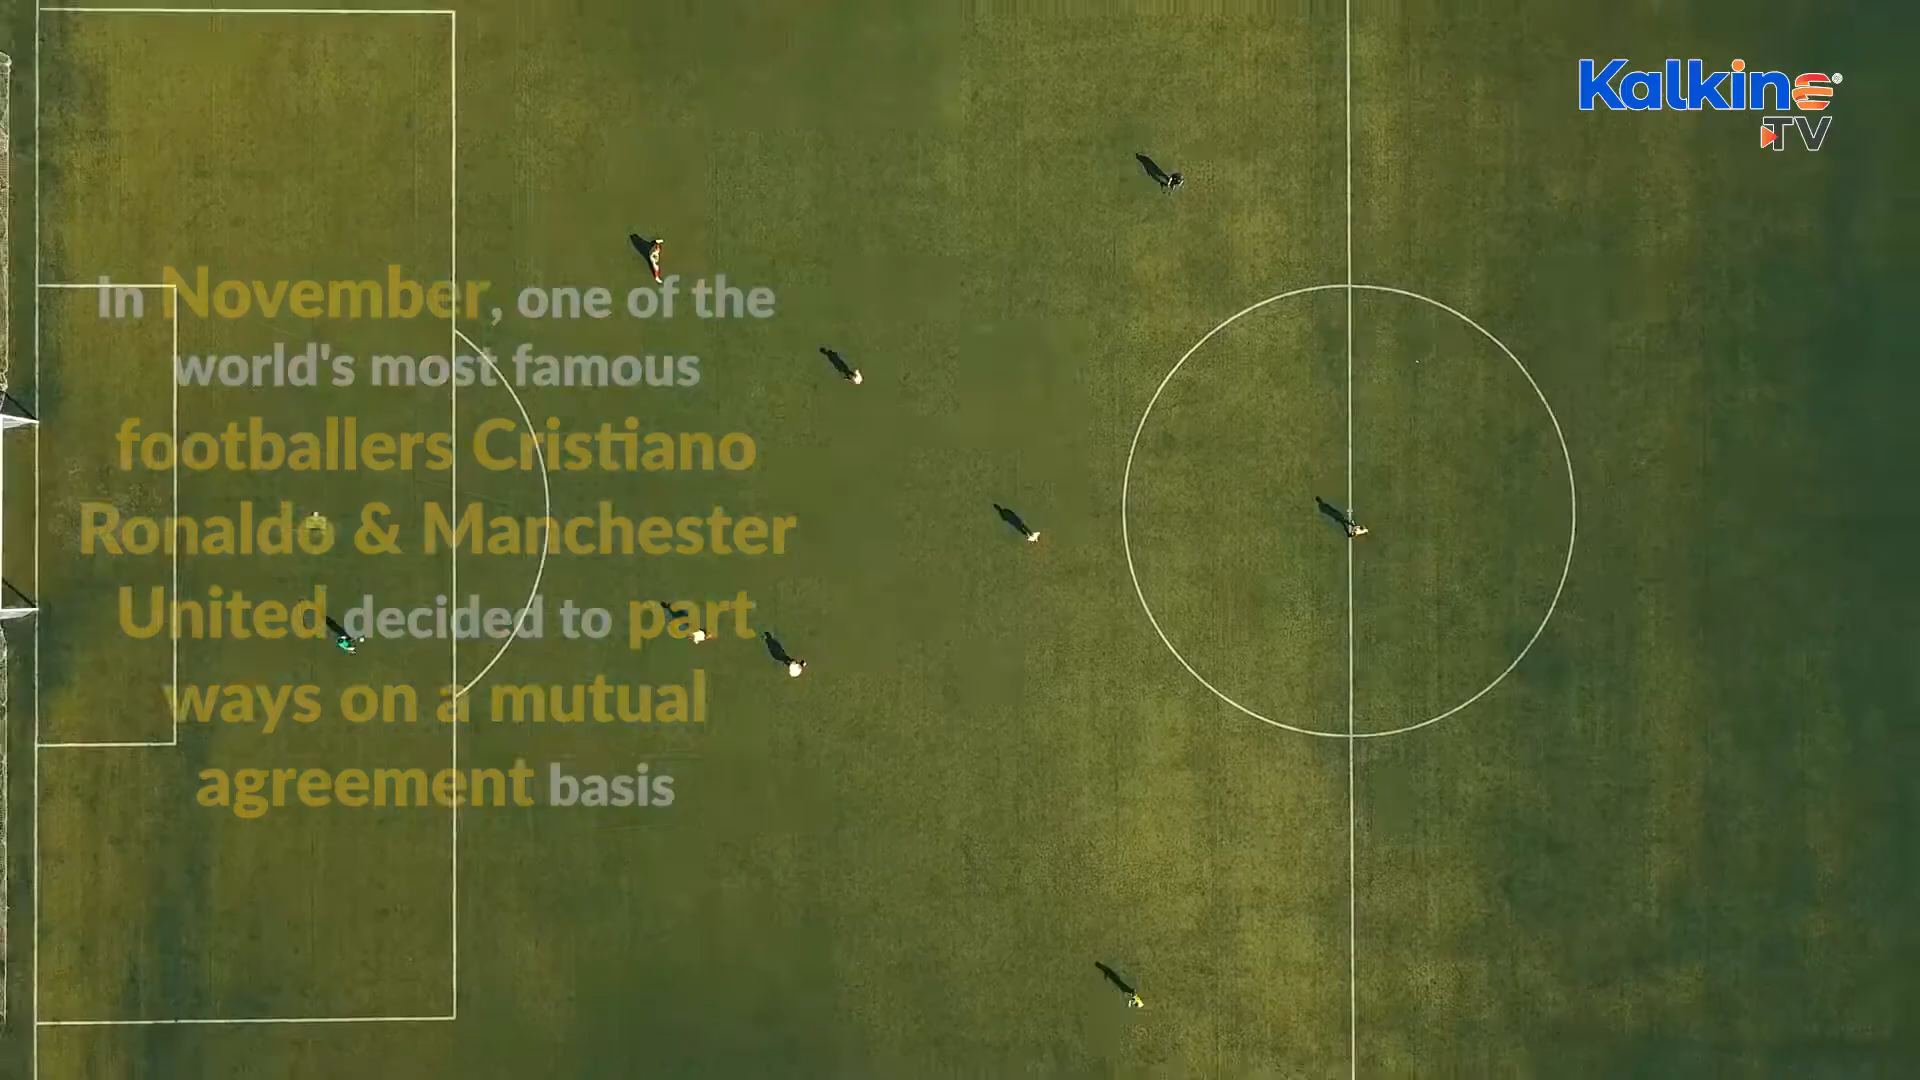 Kalkine
TV
In November, one of the
world's most famous
footballers Cristiano
Ronaldo & Manchester
United decided to part
ways on a mutual
agreement basis